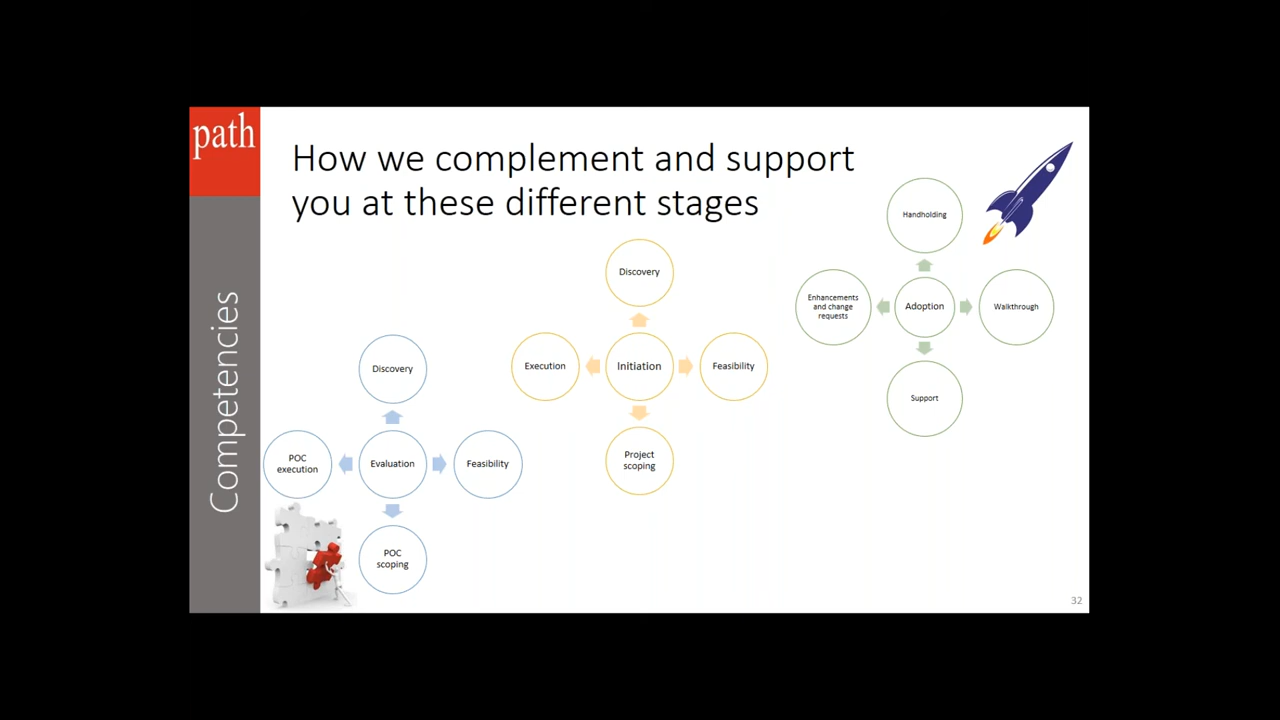 path
Competencies
How we complement and support
you at these different stages
Discovery
POC
execution
Evaluation
Feasibility
POC
scoping
Discovery
Execution
Initiation
Feasibility
Project
scoping
Handholding
Enhancements
and change
requests
Adoption
Walkthrough
Support
32